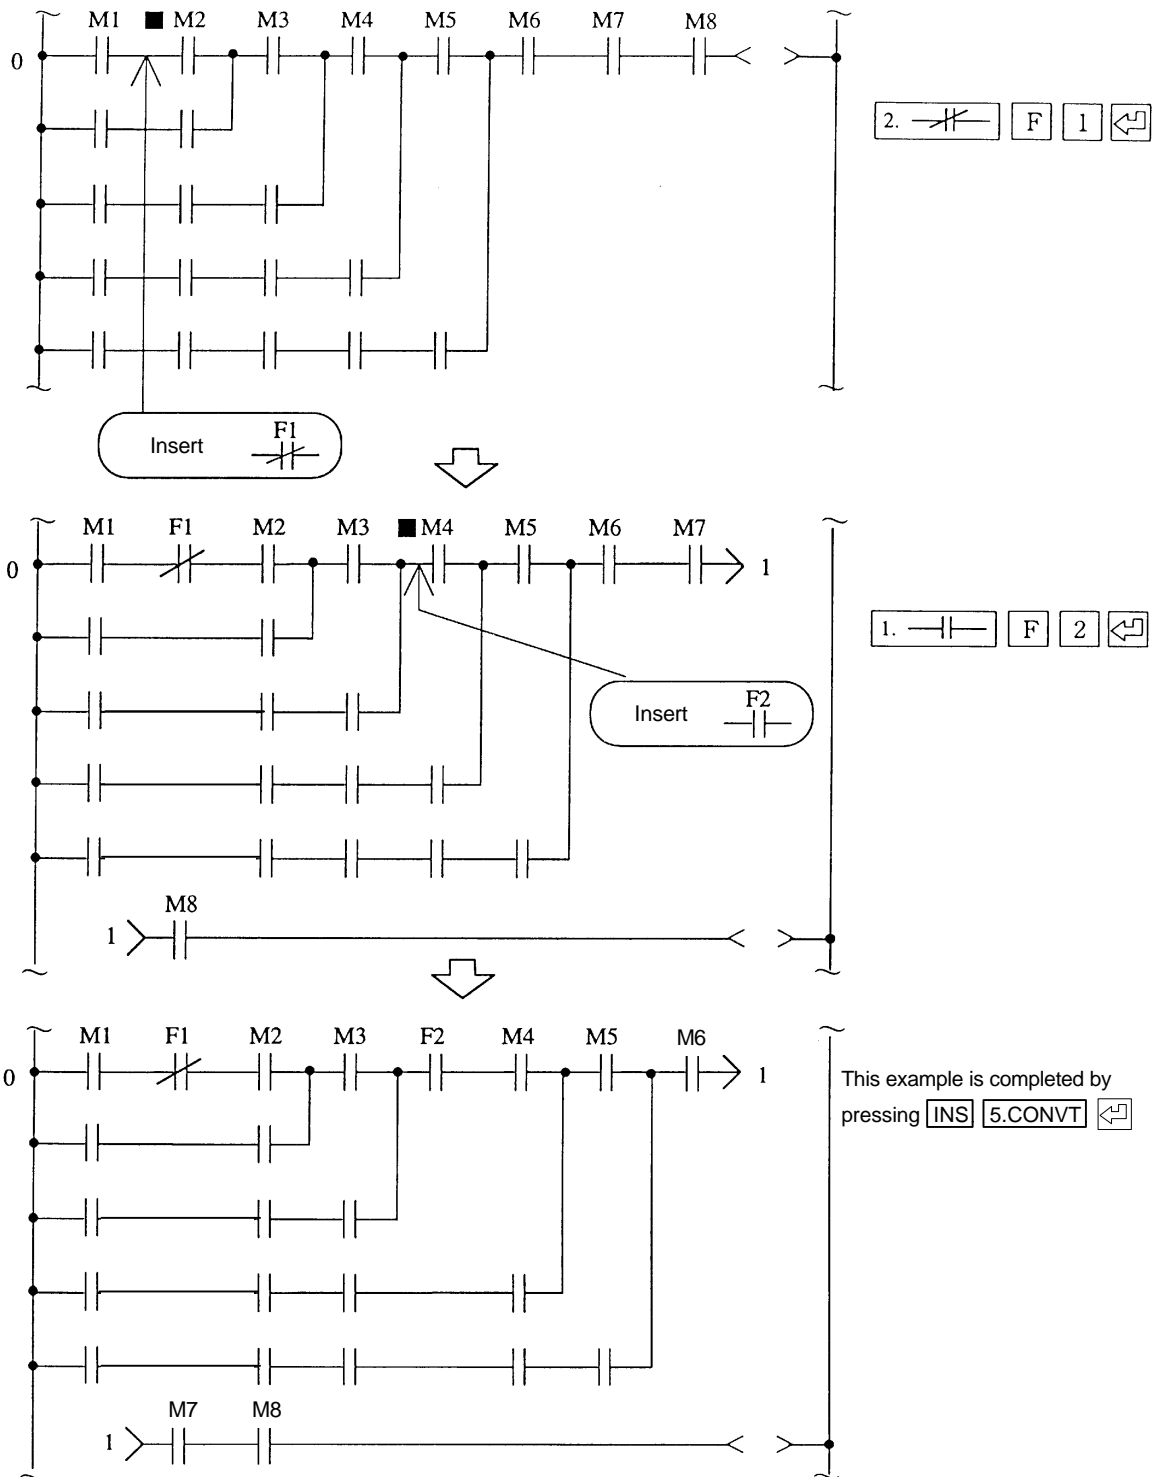 M1 M2 M3 M4 M5 M6 M7 M8
0
2. F 1
Insert F1
M1 F1 M2 M3 M4 M5 M6 M7
0 1
1. F 2
Insert F2
M8
1
M1 F1 M2 M3 F2 M4 M5 M6
0 1
This example is completed by
pressing INS 5.CONVT
M7 M8
1